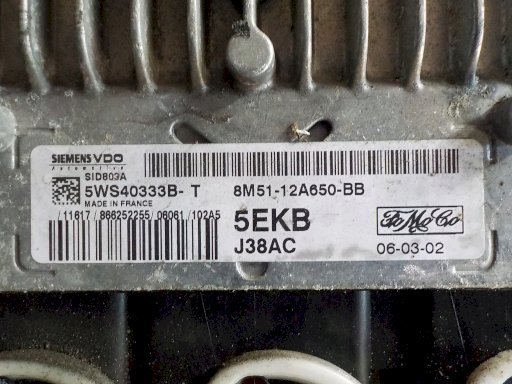 SIEMENS VDO
Automotive
SID803A
5WS40333B- T
8M51-12A650-BB
MADE IN FRANCE
/11617 / 866252255 / 06061 /102A5
5EKB
FoMoCo
J38AC
06-03-02